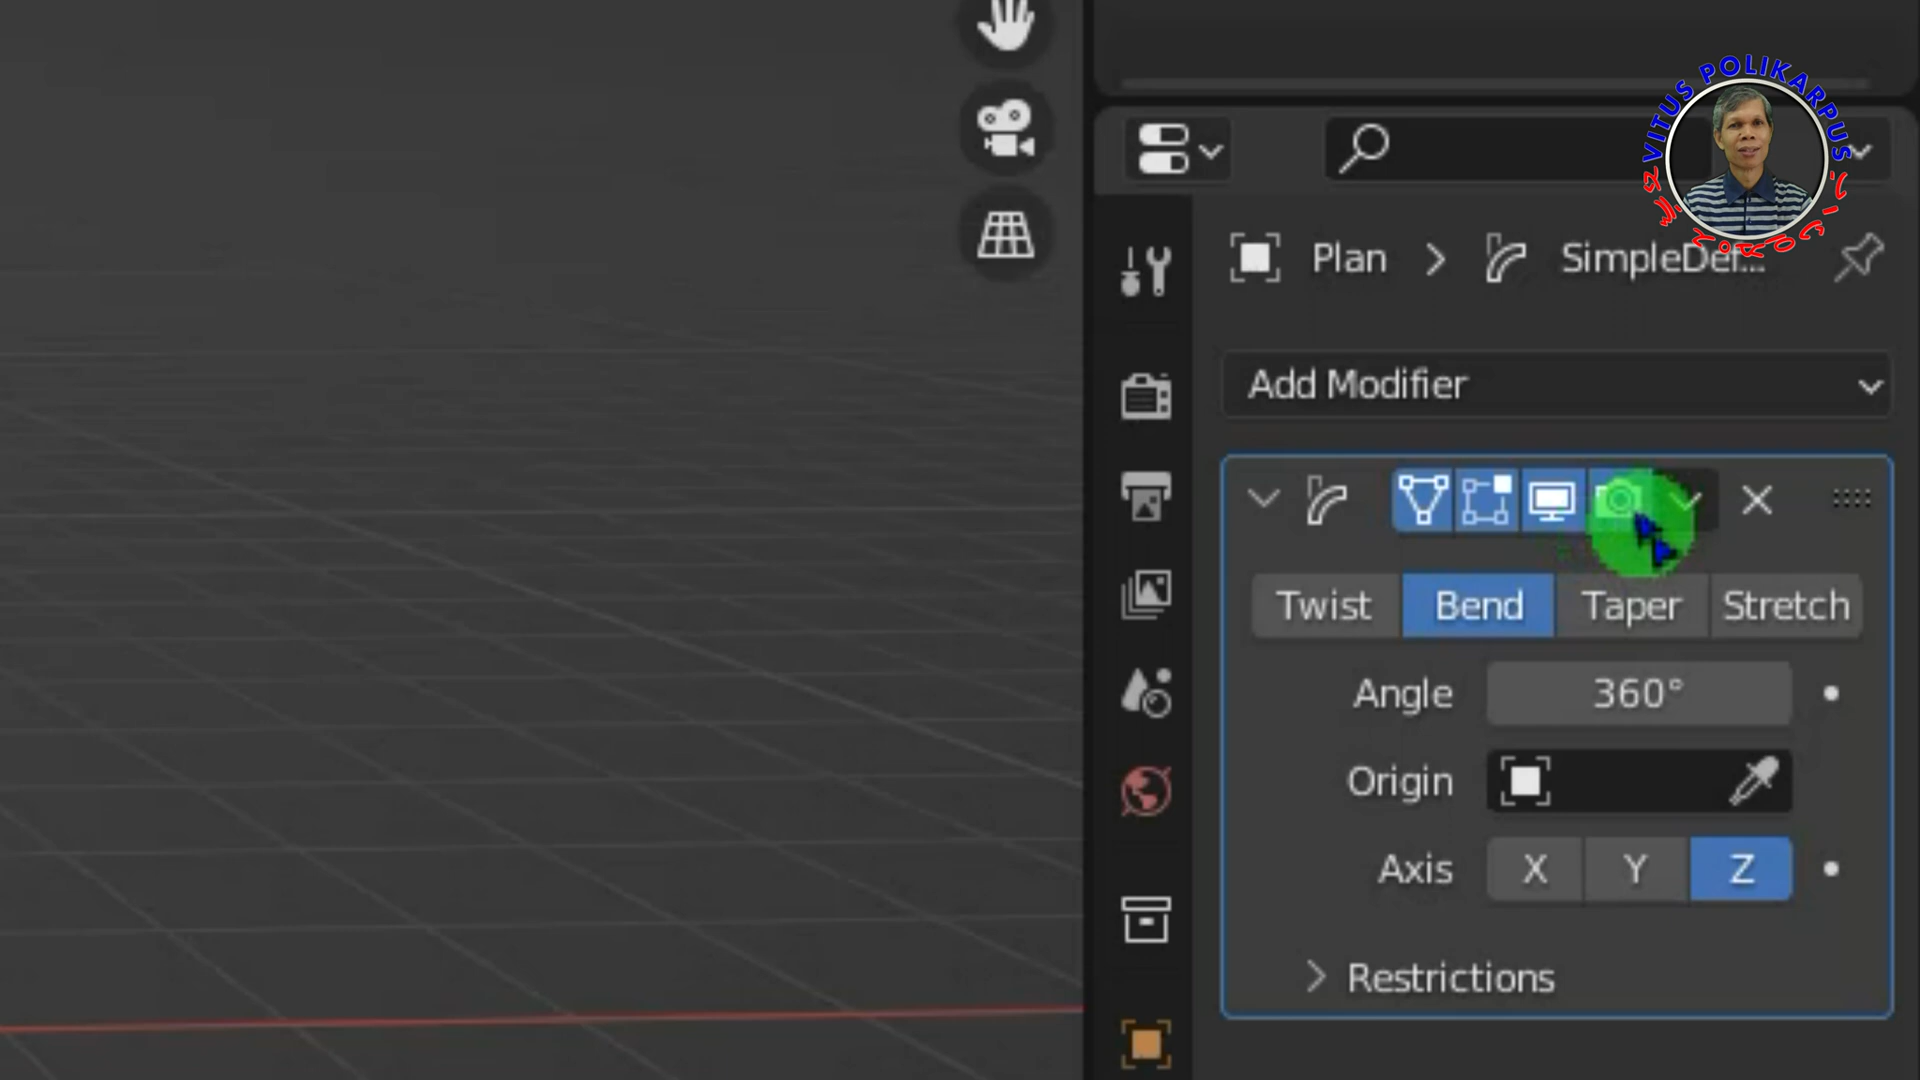 VITUS POLIKARPUS
Plan
SimpleDef...
Add Modifier
Twist
Bend
Taper
Stretch
Angle
360°
Origin
Axis
X
Y
Z
Restrictions